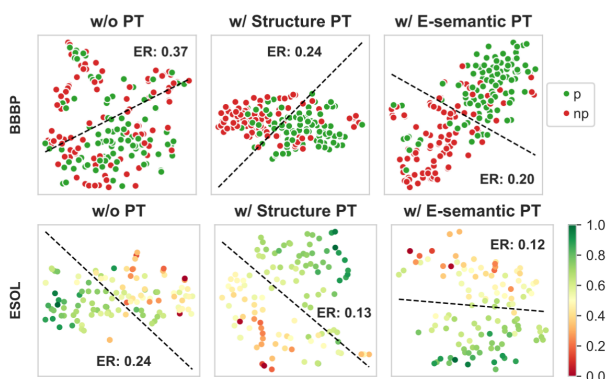 w/o PT
w/ Structure PT
w/ E-semantic PT
BBBP
ER: 0.37
ER: 0.24
ER: 0.20
p
np
w/o PT
w/ Structure PT
w/ E-semantic PT
ESOL
ER: 0.24
ER: 0.13
ER: 0.12
1.0
0.8
0.6
0.4
0.2
0.0